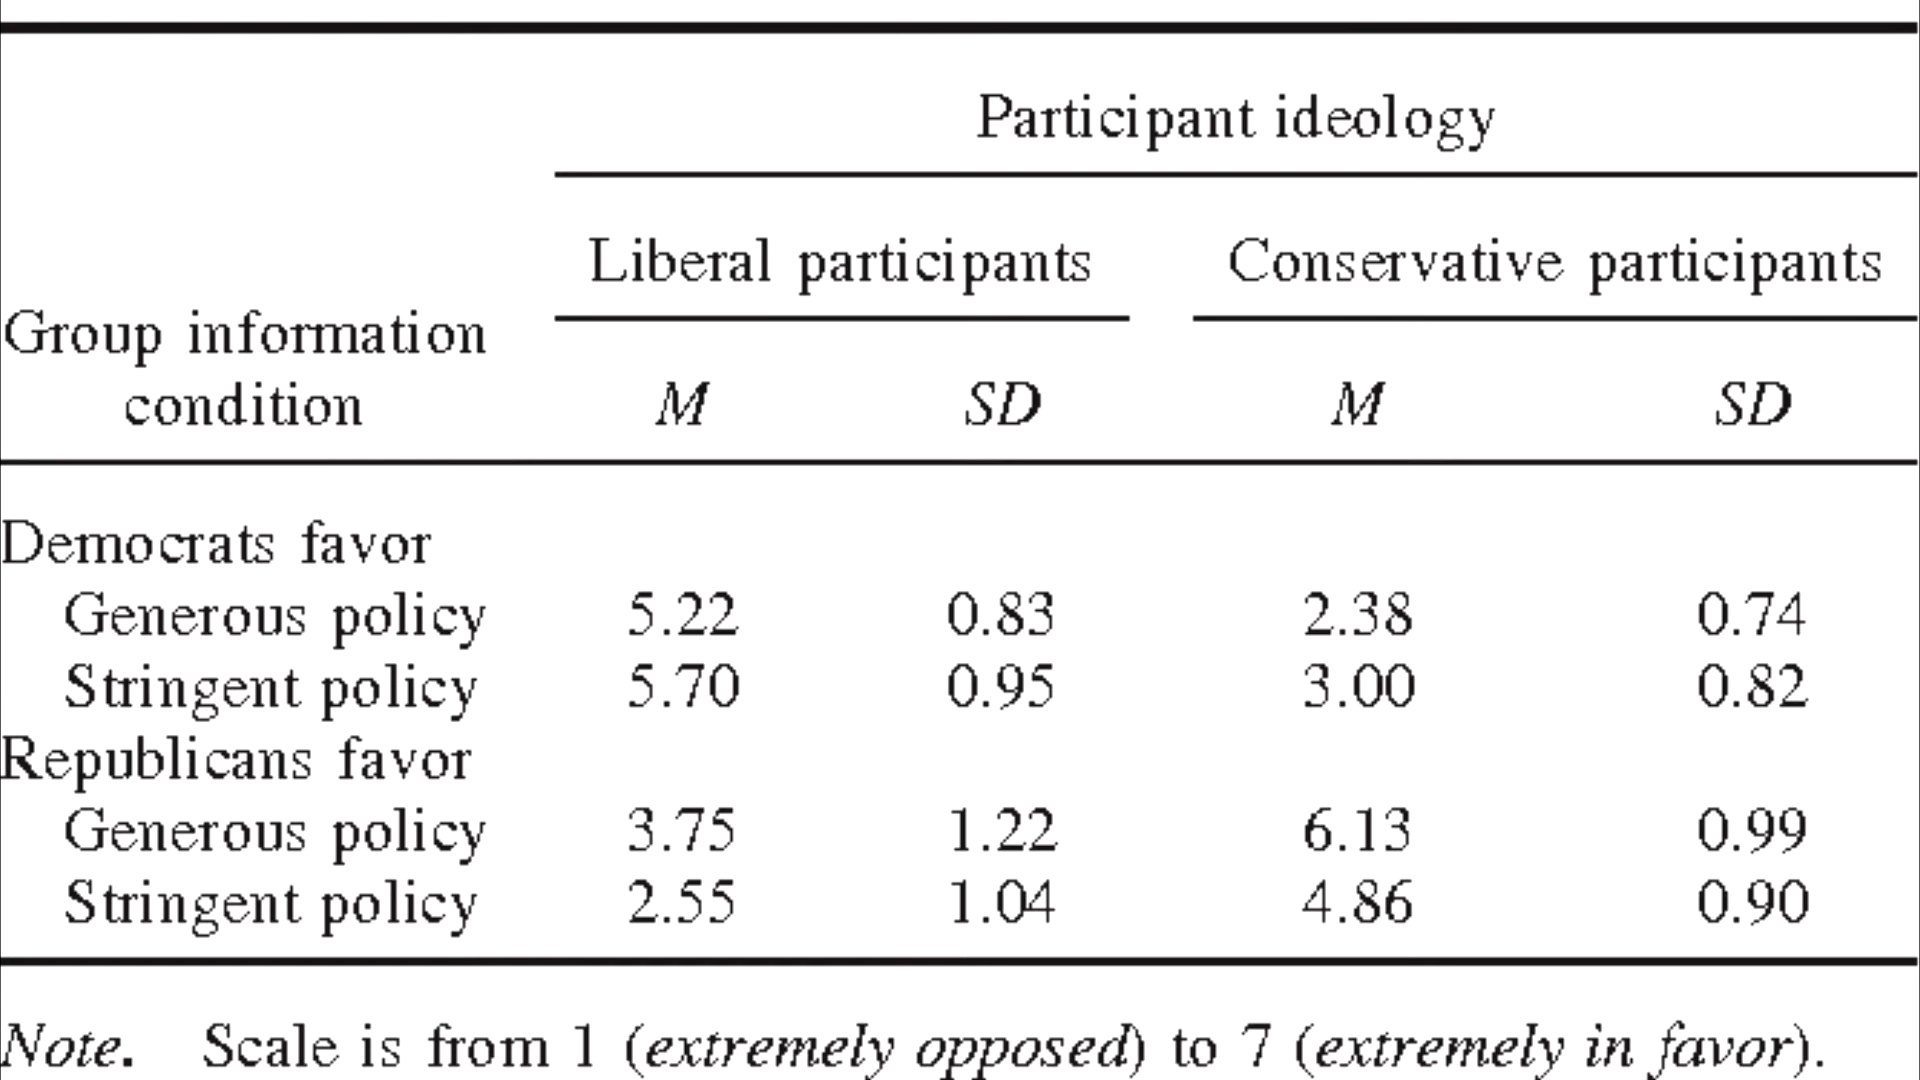 Participant ideology
Liberal participants Conservative participants
Group information
condition M SD M SD
Democrats favor
Generous policy 5.22 0.83 2.38 0.74
Stringent policy 5.70 0.95 3.00 0.82
Republicans favor
Generous policy 3.75 1.22 6.13 0.99
Stringent policy 2.55 1.04 4.86 0.90
Note. Scale is from 1 (extremely opposed) to 7 (extremely in favor).